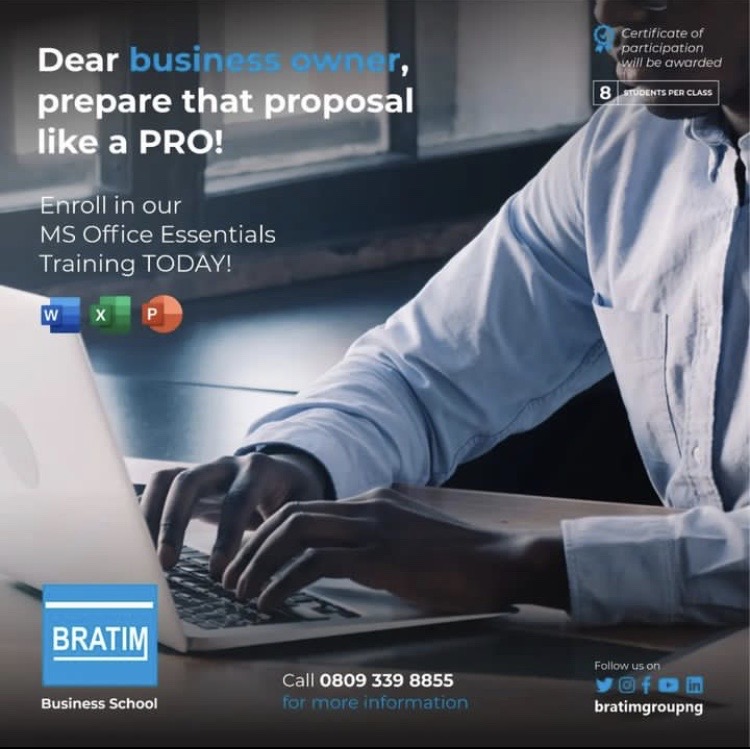 Dear business owner,
prepare that proposal
like a PRO!
Certificate of
participation
will be awarded
8 STUDENTS PER CLASS
Enroll in our
MS Office Essentials
Training TODAY!
W X P
BRATIM
Business School
Call 0809 339 8855
for more information
Follow us on
bratimgroupng